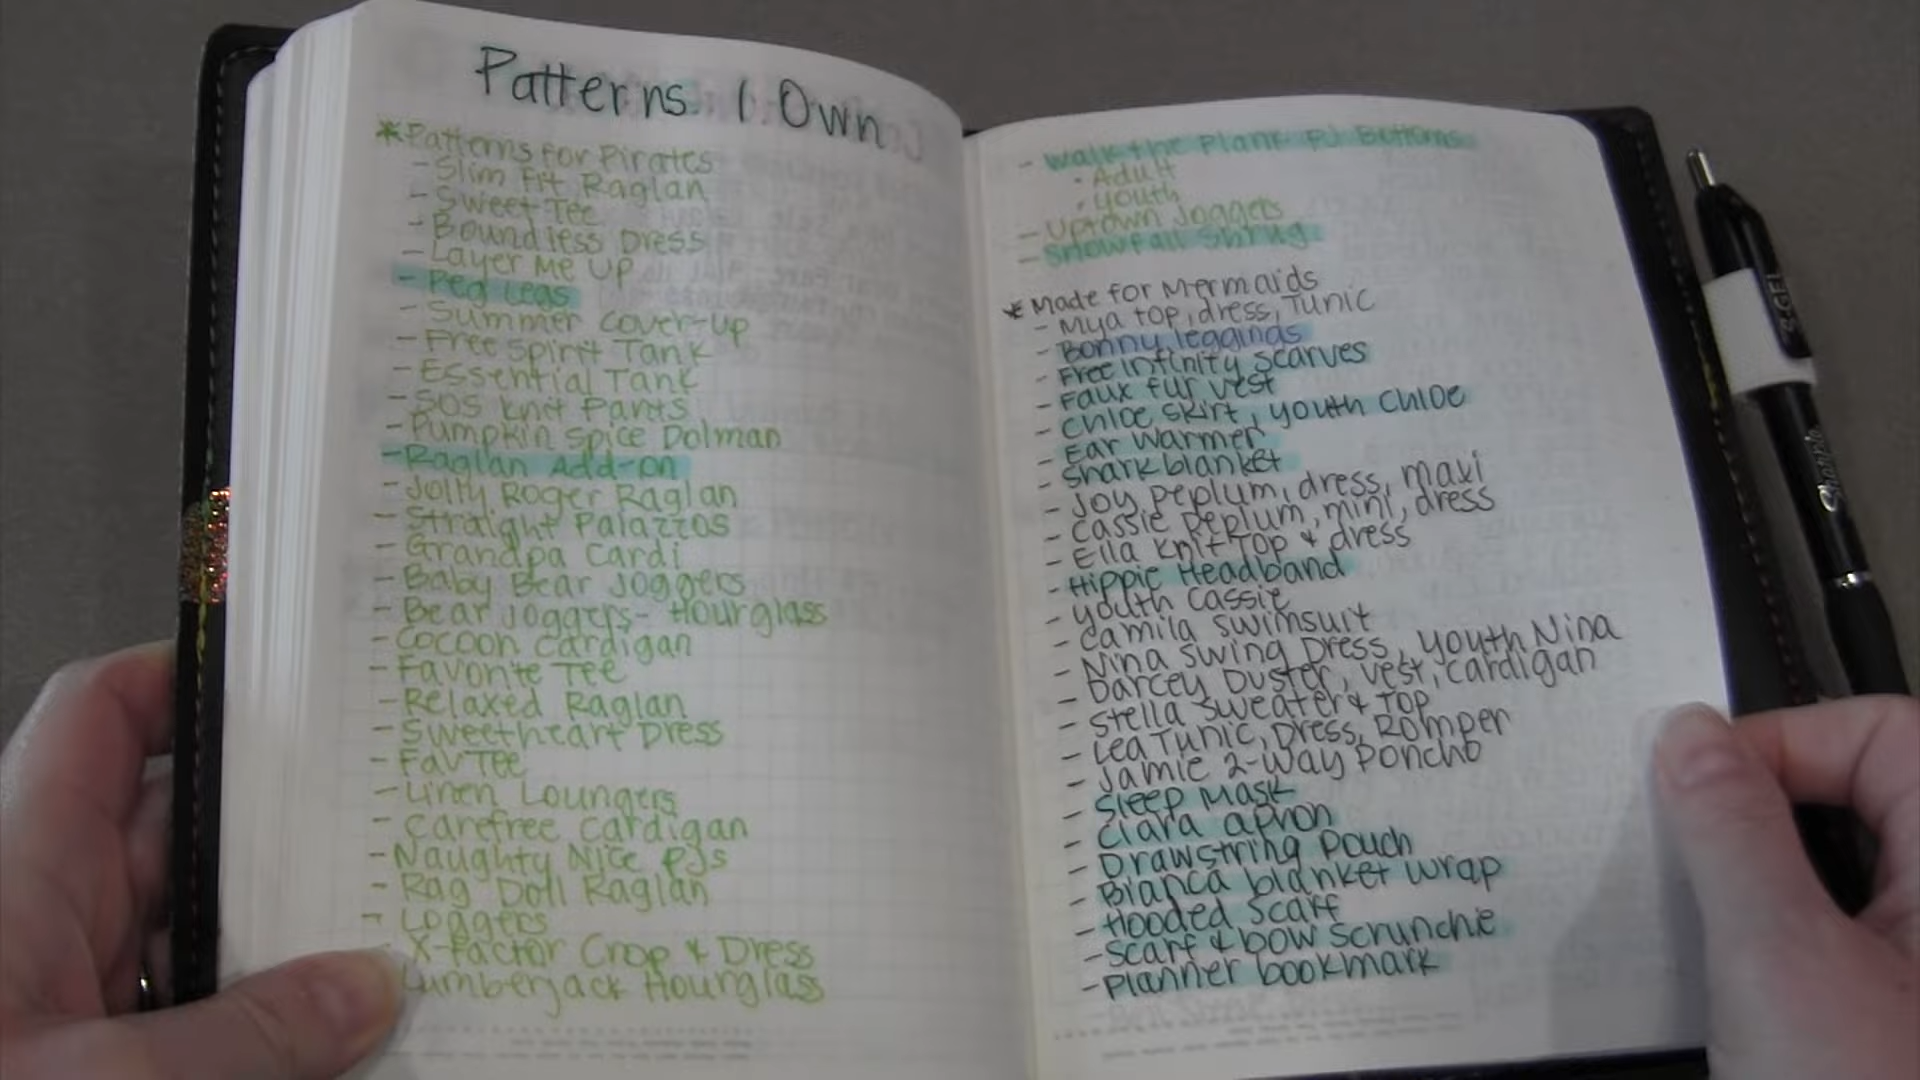 Patterns I Own
*Patterns for Pirates
- Slim Fit Raglan
- Sweet Tee
- Boundless Dress
- Layer Me Up
- Peg Legs
- Summer Cover-Up
- Free Spirit Tank
- Essential Tank
- SOS Knit Pants
- Pumpkin Spice Dolman
- Raglan Add-on
- Jolly Roger Raglan
- Straight Palazzos
- Grandpa Cardi
- Baby Bear Joggers
- Bear Joggers- Hourglass
- Cocoon Cardigan
- Favorite Tee
- Relaxed Raglan
- Sweetheart Dress
- Fav Tee
- Linen Loungers
- Carefree Cardigan
- Naughty Nice PJs
- Rag Doll Raglan
- Loggers
X-Factor Crop & Dress
Lumberjack Hourglass
- Walk the Plank PJ Bottoms
• Adult
• Youth
- Uptown Joggers
- Snowfall Shrug
* Made for Mermaids
- Mya top, dress, Tunic
- Bonny leggings
- Free infinity scarves
- Faux fur vest
- Chloe skirt, youth Chloe
- Ear Warmer
- Shark blanket
- Joy peplum, dress, maxi
- Cassie Peplum, mini, dress
- Ella Knit Top & dress
- Hippie Headband
- youth Cassie
- Camila swimsuit
- Nina Swing Dress, youth Nina
- Darcey Duster, vest, cardigan
- Stella Sweater & Top
- Lea Tunic, Dress, Romper
- Jamie 2-Way Poncho
- Sleep Mask
- Clara apron
- Drawstring Pouch
- Bianca blanket wrap
- Hooded Scarf
- Scarf & bow Scrunchie
- Planner bookmark
S·GEL
Sharpie